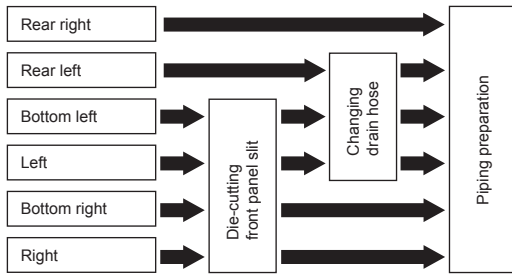 Rear right
Rear left
Bottom left
Left
Bottom right
Right
Die-cutting
front panel slit
Changing
drain hose
Piping preparation